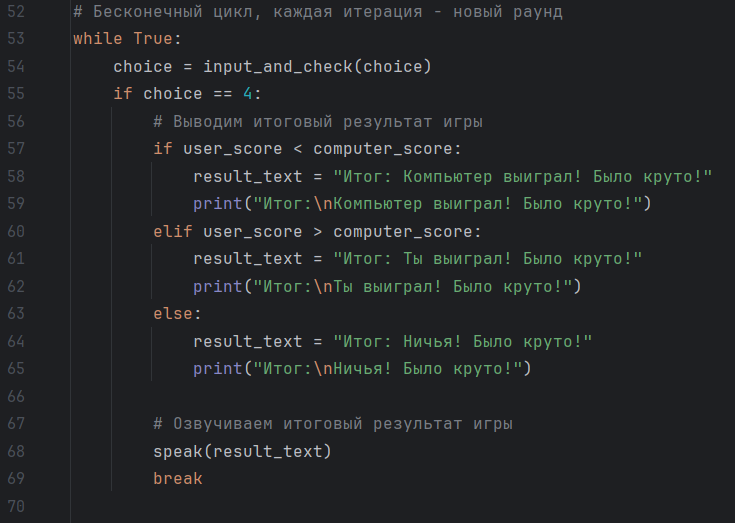 52 # Бесконечный цикл, каждая итерация - новый раунд
53 while True:
54     choice = input_and_check(choice)
55     if choice == 4:
56         # Выводим итоговый результат игры
57         if user_score < computer_score:
58             result_text = "Итог: Компьютер выиграл! Было круто!"
59             print("Итог:\nКомпьютер выиграл! Было круто!")
60         elif user_score > computer_score:
61             result_text = "Итог: Ты выиграл! Было круто!"
62             print("Итог:\nТы выиграл! Было круто!")
63         else:
64             result_text = "Итог: Ничья! Было круто!"
65             print("Итог:\nНичья! Было круто!")
66
67         # Озвучиваем итоговый результат игры
68         speak(result_text)
69         break
70